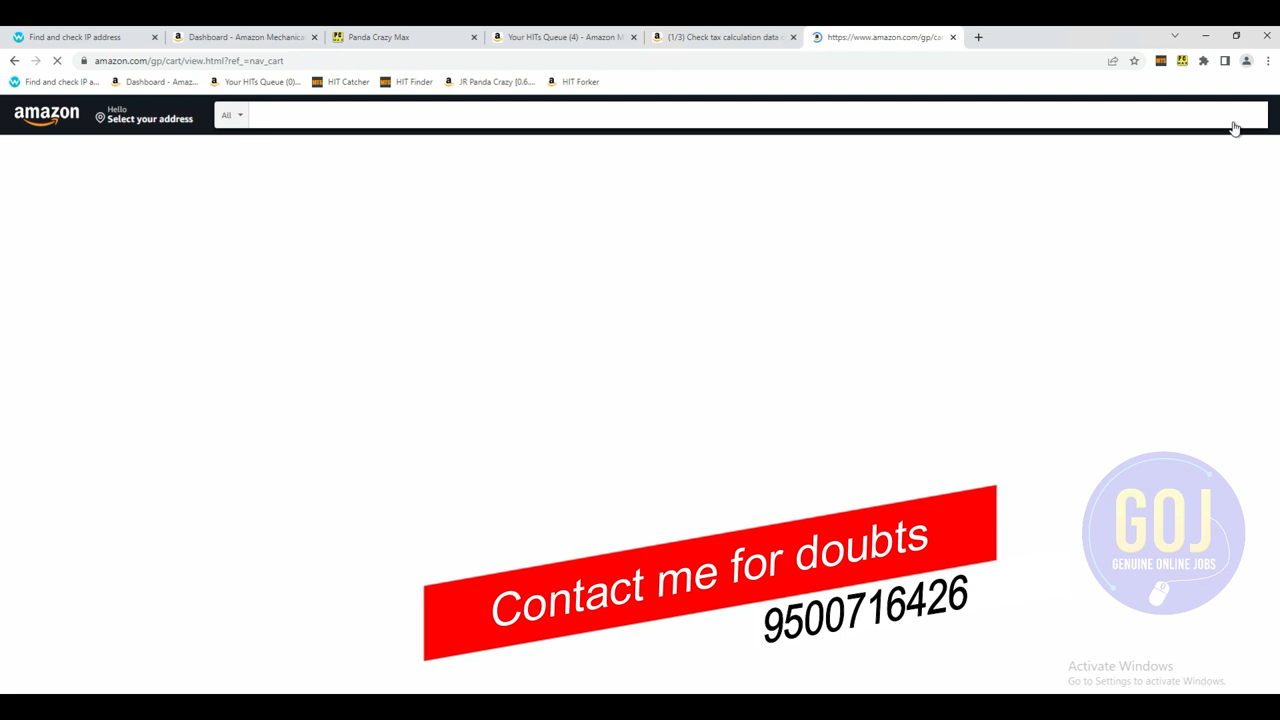 Find and check IP address
Dashboard - Amazon Mechanica
Panda Crazy Max
Your HITs Queue (4) - Amazon M
(1/3) Check tax calculation data o
https://www.amazon.com/gp/ca
amazon.com/gp/cart/view.html?ref_=nav_cart
Find and check IP a...
Dashboard - Amaz...
Your HITs Queue (0)...
HIT Catcher
HIT Finder
JR Panda Crazy [0.6....
HIT Forker
amazon
Hello
Select your address
All
Contact me for doubts
9500716426
GOJ
GENUINE ONLINE JOBS
Activate Windows
Go to Settings to activate Windows.